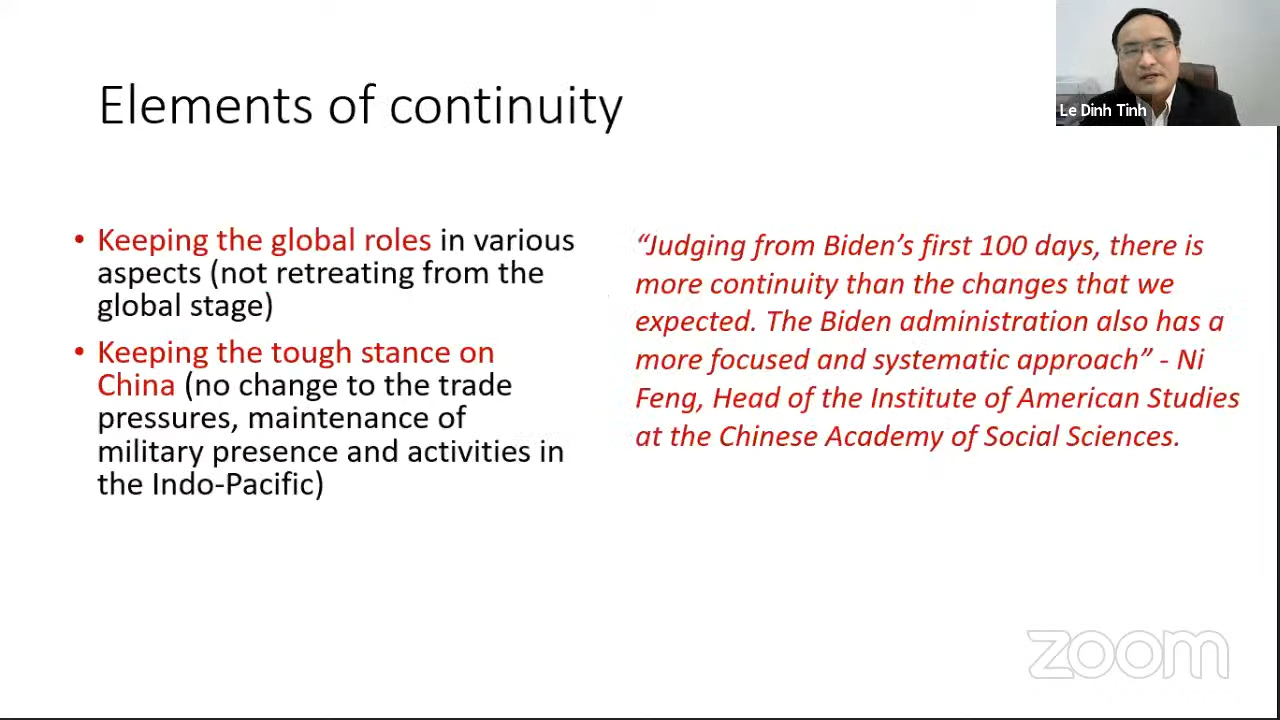 Elements of continuity
Le Dinh Tinh
• Keeping the global roles in various
aspects (not retreating from the
global stage)
• Keeping the tough stance on
China (no change to the trade
pressures, maintenance of
military presence and activities in
the Indo-Pacific)
“Judging from Biden’s first 100 days, there is
more continuity than the changes that we
expected. The Biden administration also has a
more focused and systematic approach” - Ni
Feng, Head of the Institute of American Studies
at the Chinese Academy of Social Sciences.
zoom